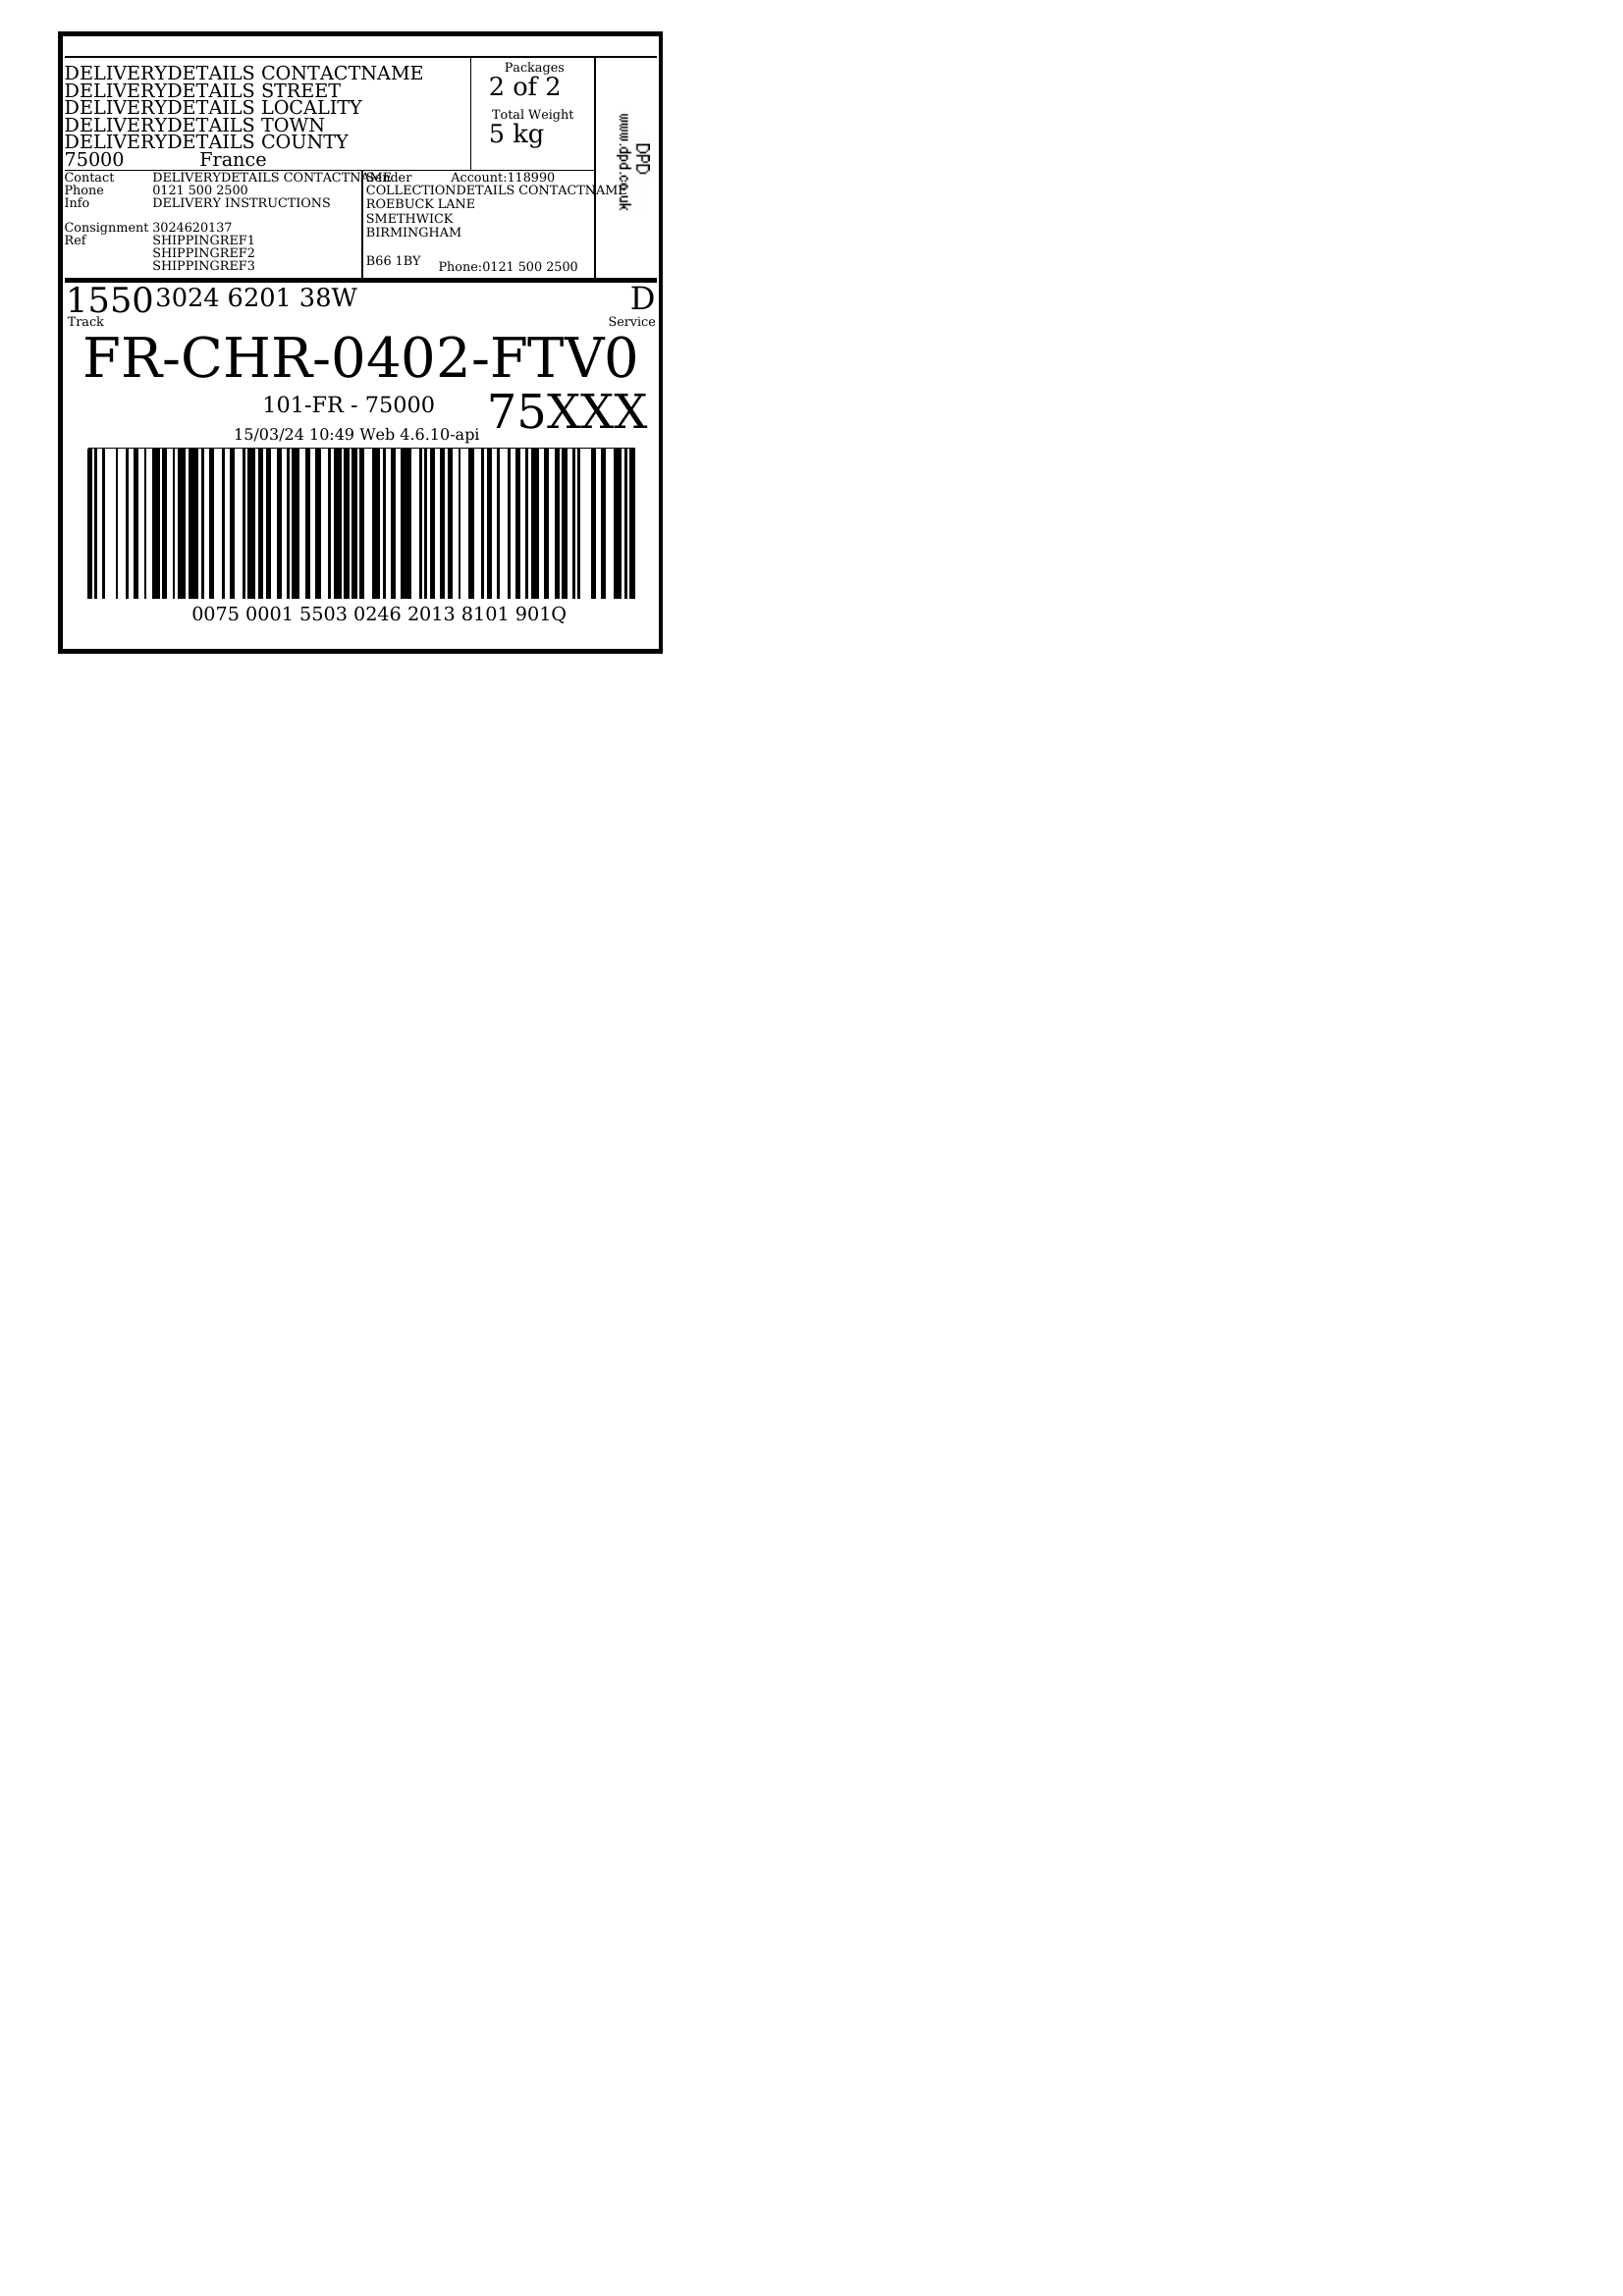 DELIVERYDETAILS CONTACTNAME
DELIVERYDETAILS STREET
DELIVERYDETAILS LOCALITY
DELIVERYDETAILS TOWN
DELIVERYDETAILS COUNTY
75000 France
Packages
2 of 2
Total Weight
5 kg
DPD
www.dpd.co.uk
Contact DELIVERYDETAILS CONTACTNAME
Phone 0121 500 2500
Info DELIVERY INSTRUCTIONS
Consignment 3024620137
Ref SHIPPINGREF1
SHIPPINGREF2
SHIPPINGREF3
Sender Account:118990
COLLECTIONDETAILS CONTACTNAME
ROEBUCK LANE
SMETHWICK
BIRMINGHAM
B66 1BY Phone:0121 500 2500
1550 3024 6201 38W D
Track Service
FR-CHR-0402-FTV0
101-FR - 75000 75XXX
15/03/24 10:49 Web 4.6.10-api
0075 0001 5503 0246 2013 8101 901Q